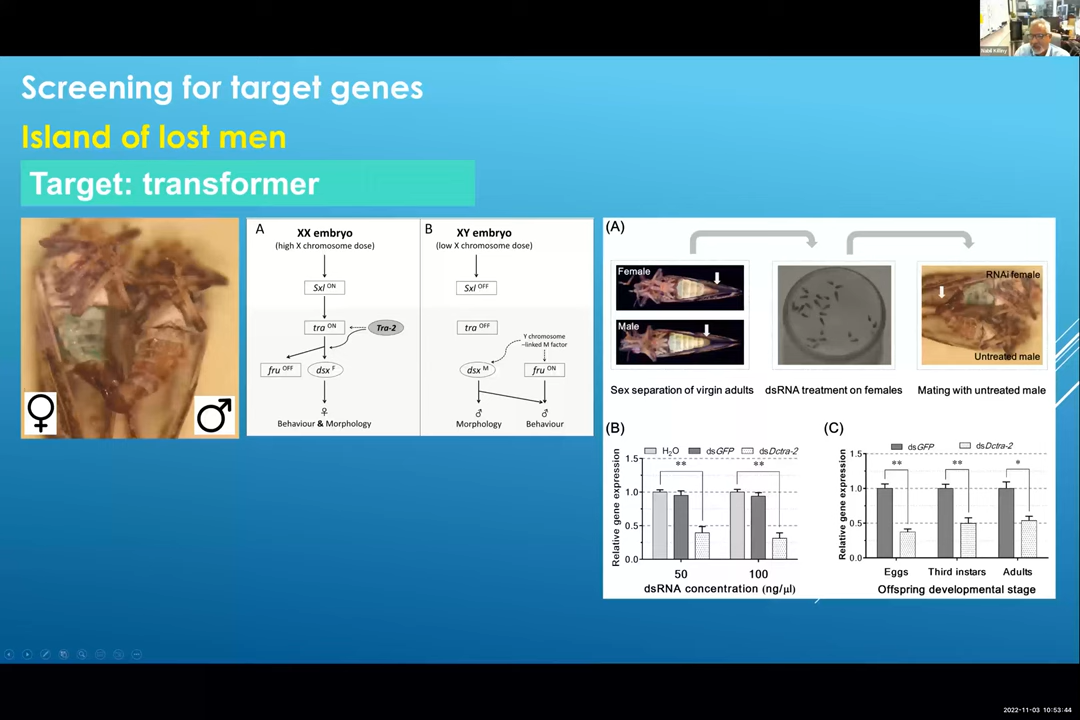 Nabil Killiny
Screening for target genes
Island of lost men
Target: transformer
♀
♂
A
XX embryo
(high X chromosome dose)
Sxl ON
tra ON
Tra-2
fru OFF
dsx F
♀
Behaviour & Morphology
B
XY embryo
(low X chromosome dose)
Sxl OFF
tra OFF
Y chromosome
–linked M factor
dsx M
fru ON
♂
♂
Morphology
Behaviour
(A)
Female
Male
RNAi female
Untreated male
Sex separation of virgin adults
dsRNA treatment on females
Mating with untreated male
(B)
H2O
dsGFP
dsDctra-2
Relative gene expression
1.5
1.0
0.5
0.0
**
**
50
100
dsRNA concentration (ng/μl)
(C)
dsGFP
dsDctra-2
Relative gene expression
1.5
1.0
0.5
0.0
**
**
*
Eggs
Third instars
Adults
Offspring developmental stage
2022-11-03 10:53:44